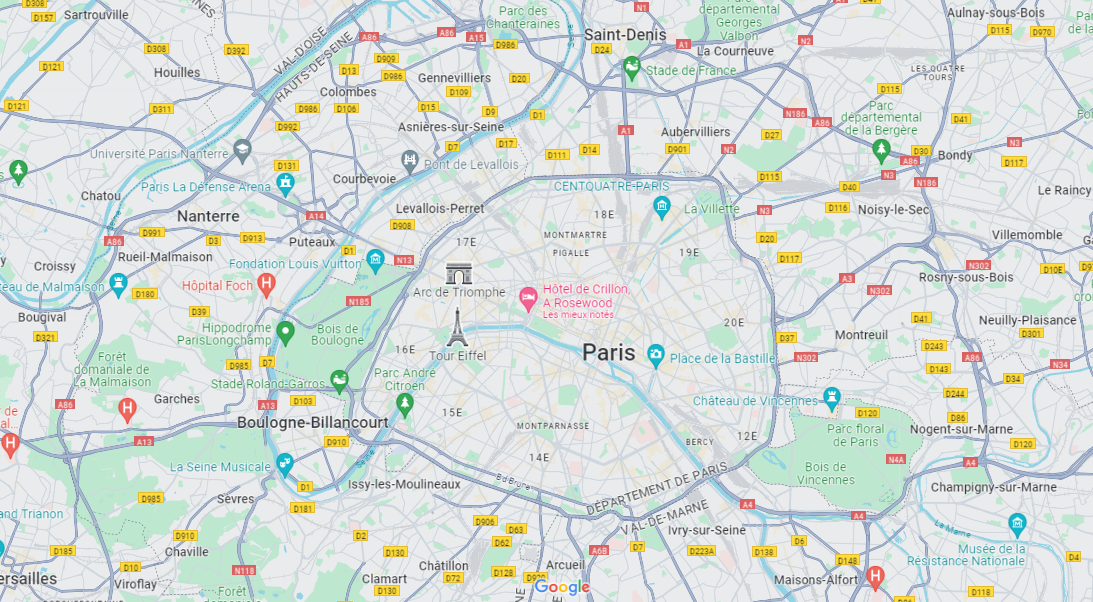 D308
D157
Sartrouville
D308
D392
D121
Houilles
D311
D121
VAL-D'OISE
HAUTS-DE-SEINE
A86
D909
D13
D986
Colombes
D986
D106
D992
A86
A15
D986
Parc des
Chanteraines
Gennevilliers
D20
D109
D15
D9
D1
Asnières-sur-Seine
D17
D7
N1
Saint-Denis
D24
A1
Stade de France
Parc
départemental
Georges
Valbon
La Courneuve
N2
Aulnay-sous-Bois
D115
D970
LES QUATRE
TOURS
D115
Parc
départemental
de la Bergère
N186
A86
D41
N3
D30
A86
Bondy
D117
N3
N186
Le Raincy
D40
D116
Noisy-le-Sec
Villemomble
N302
D10E
D9
Rosny-sous-Bois
A1
Aubervilliers
D27
D901
N2
D111
D14
D115
N3
D20
D117
A3
N302
Université Paris Nanterre
D131
Paris La Défense Arena
Pont de Levallois
Courbevoie
CENTQUATRE-PARIS
La Villette
Chatou
Nanterre
A14
Levallois-Perret
D908
18E
MONTMARTRE
PIGALLE
17E
19E
A86
D991
D3
D913
Puteaux
D1
Rueil-Malmaison
Fondation Louis Vuitton
N13
Croissy
D180
Hôpital Foch
Arc de Triomphe
Hôtel de Crillon,
A Rosewood
Les mieux notés
Bougival
D321
D39
N185
Hippodrome
ParisLongchamp
Bois de
Boulogne
Tour Eiffel
16E
Paris
20E
D37
Montreuil
D41
Neuilly-Plaisance
D301
D243
A86
N34
D143
N302
D34
Place de la Bastille
Forêt
domaniale de
La Malmaison
D985
D7
Stade Roland-Garros
Parc André
Citroën
A86
Garches
A13
D103
15E
Château de Vincennes
D120
D244
D86
Boulogne-Billancourt
MONTPARNASSE
BERCY
12E
Parc floral
de Paris
Nogent-sur-Marne
D120
A13
D910
14E
Bois de
Vincennes
N4A
A4
La Seine Musicale
Seine
Bd Brune
D1
Issy-les-Moulineaux
DÉPARTEMENT DE PARIS
VAL-DE-MARNE
Champigny-sur-Marne
D985
Sèvres
D181
A4
A4
D906
D63
D62
Ivry-sur-Seine
La Marne
D910
D2
D130
D7
D223A
D138
D6
D148
Musée de la
Résistance Nationale
D4
D185
Chaville
D10
N118
Châtillon
Arcueil
A6B
Viroflay
Clamart
D130
D72
D128
D920
Google
Maisons-Alfort
D118